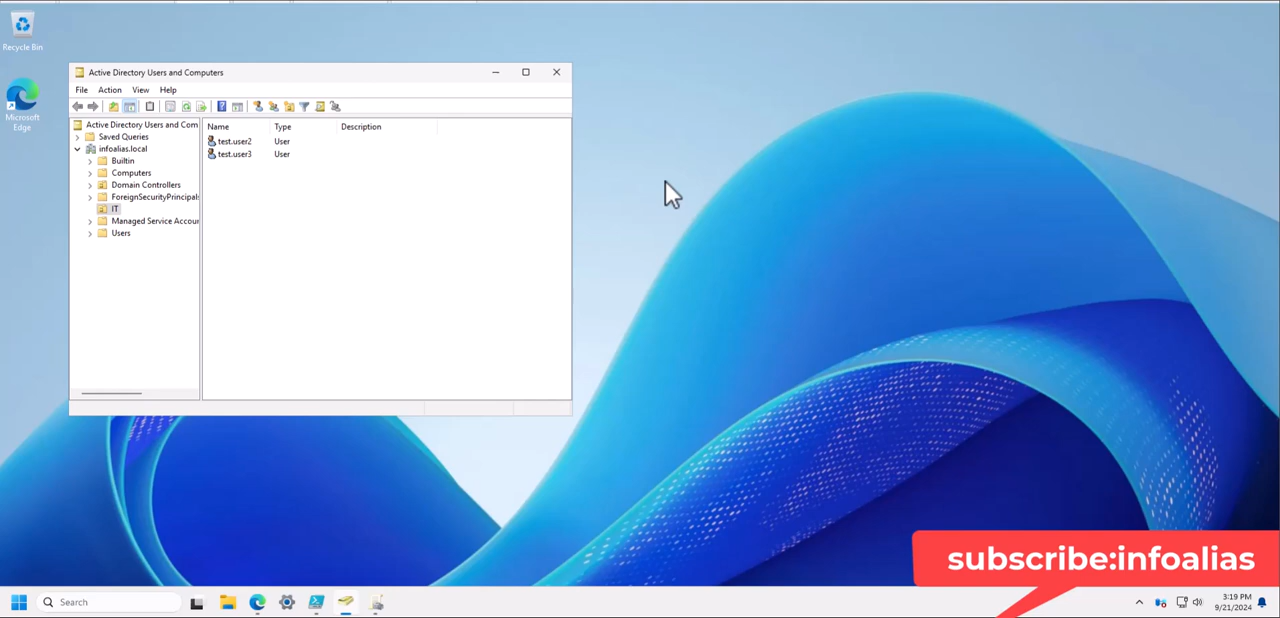 Recycle Bin
Microsoft
Edge
Active Directory Users and Computers
File Action View Help
Active Directory Users and Com
Saved Queries
infoalias.local
Builtin
Computers
Domain Controllers
ForeignSecurityPrincipals
IT
Managed Service Accour
Users
Name Type Description
test.user2 User
test.user3 User
subscribe:infoalias
Search
3:19 PM
9/21/2024